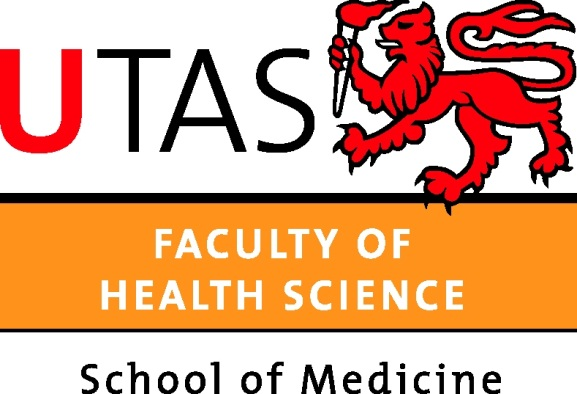 UTAS
FACULTY OF
HEALTH SCIENCE
School of Medicine